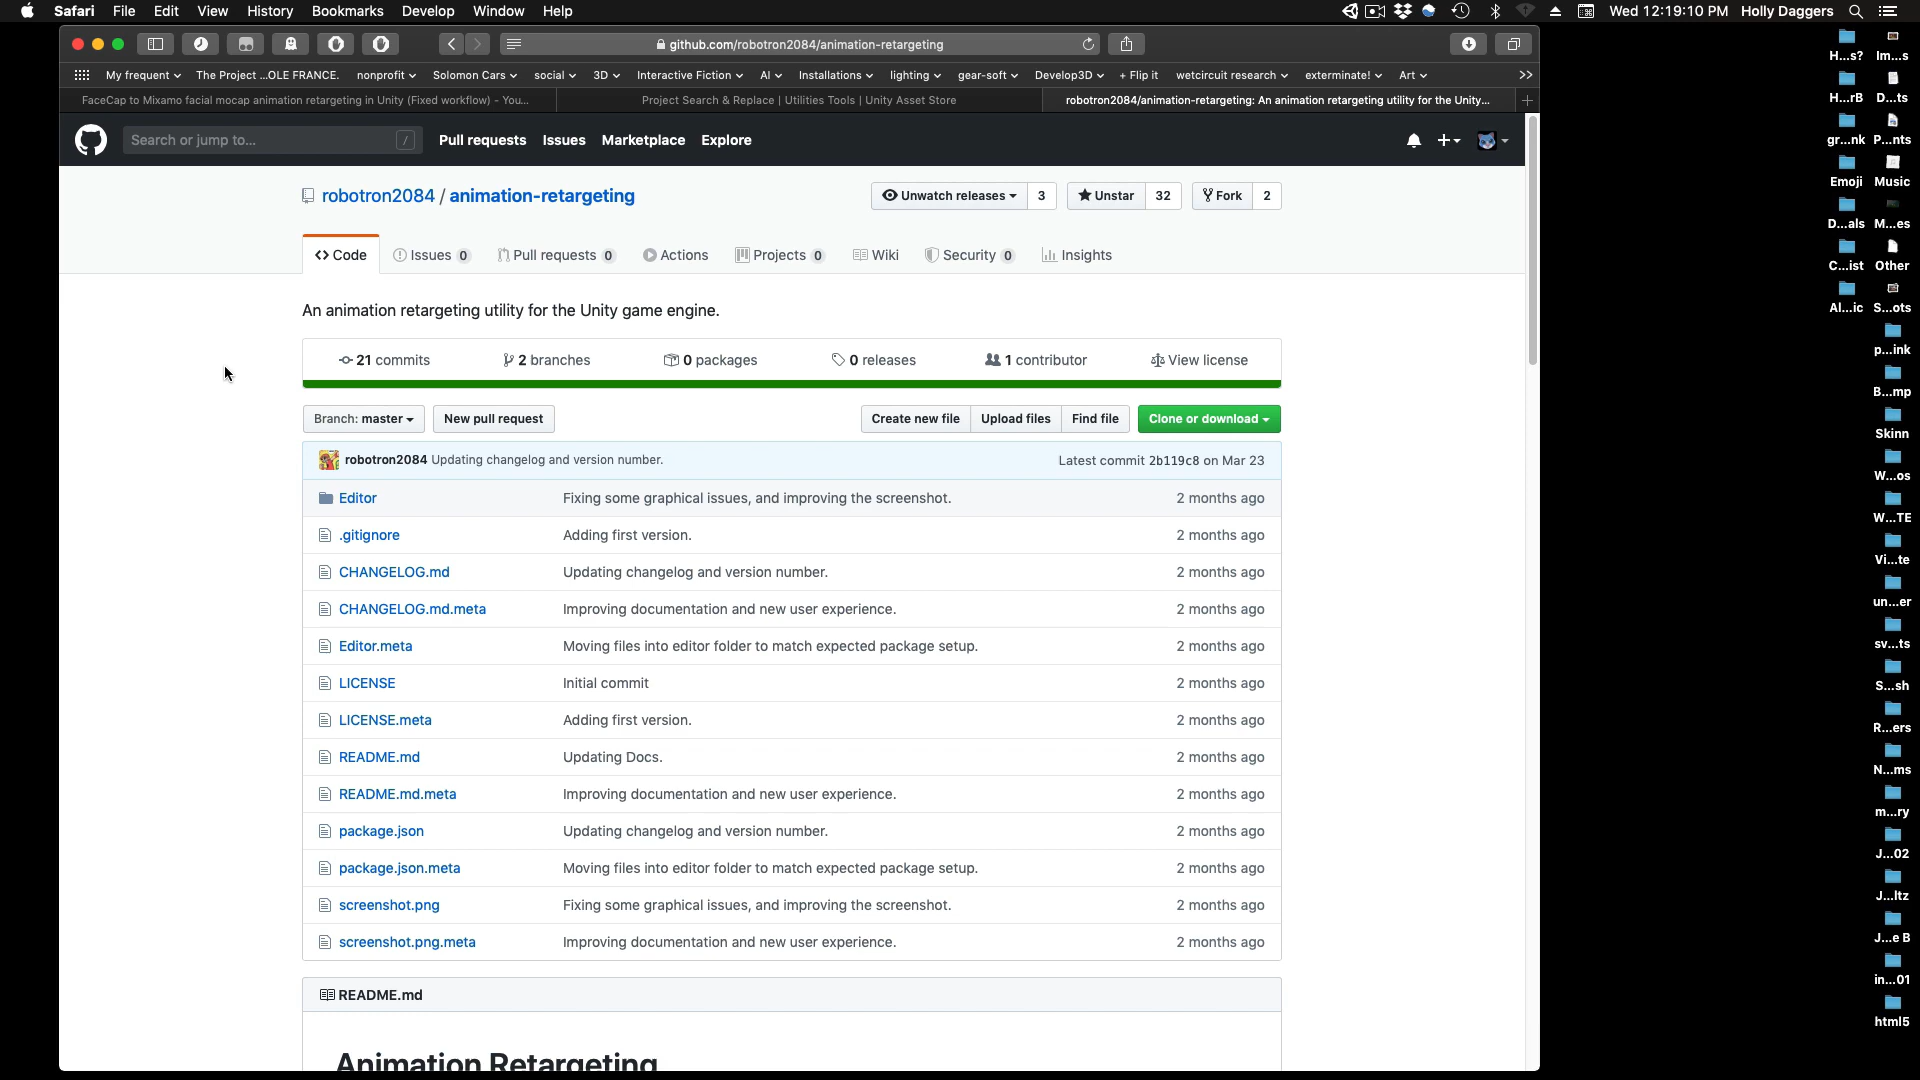 Safari File Edit View History Bookmarks Develop Window Help
Wed 12:19:10 PM Holly Daggers
github.com/robotron2084/animation-retargeting
My frequent The Project ...OLE FRANCE. nonprofit Solomon Cars social 3D Interactive Fiction AI Installations lighting gear-soft Develop3D + Flip it wetcircuit research exterminate! Art >>
FaceCap to Mixamo facial mocap animation retargeting in Unity (Fixed workflow) - You...
Project Search & Replace | Utilities Tools | Unity Asset Store
robotron2084/animation-retargeting: An animation retargeting utility for the Unity...
Search or jump to... /
Pull requests Issues Marketplace Explore
robotron2084 / animation-retargeting
Unwatch releases 3 Unstar 32 Fork 2
Code Issues 0 Pull requests 0 Actions Projects 0 Wiki Security 0 Insights
An animation retargeting utility for the Unity game engine.
21 commits 2 branches 0 packages 0 releases 1 contributor View license
Branch: master New pull request Create new file Upload files Find file Clone or download
robotron2084 Updating changelog and version number. Latest commit 2b119c8 on Mar 23
Editor Fixing some graphical issues, and improving the screenshot. 2 months ago
.gitignore Adding first version. 2 months ago
CHANGELOG.md Updating changelog and version number. 2 months ago
CHANGELOG.md.meta Improving documentation and new user experience. 2 months ago
Editor.meta Moving files into editor folder to match expected package setup. 2 months ago
LICENSE Initial commit 2 months ago
LICENSE.meta Adding first version. 2 months ago
README.md Updating Docs. 2 months ago
README.md.meta Improving documentation and new user experience. 2 months ago
package.json Updating changelog and version number. 2 months ago
package.json.meta Moving files into editor folder to match expected package setup. 2 months ago
screenshot.png Fixing some graphical issues, and improving the screenshot. 2 months ago
screenshot.png.meta Improving documentation and new user experience. 2 months ago
README.md
Animation Retargeting
H...s? Im...s
H...rB D...ts
gr...nk P...nts
Emoji Music
D...als M...es
C...ist Other
Al...ic S...ots
p...ink
B...mp
Skinn
W...os
W...TE
Vi...te
un...er
sv...ts
S...sh
R...ers
N...ms
m...ry
J...02
J...ltz
J...e B
in...01
html5